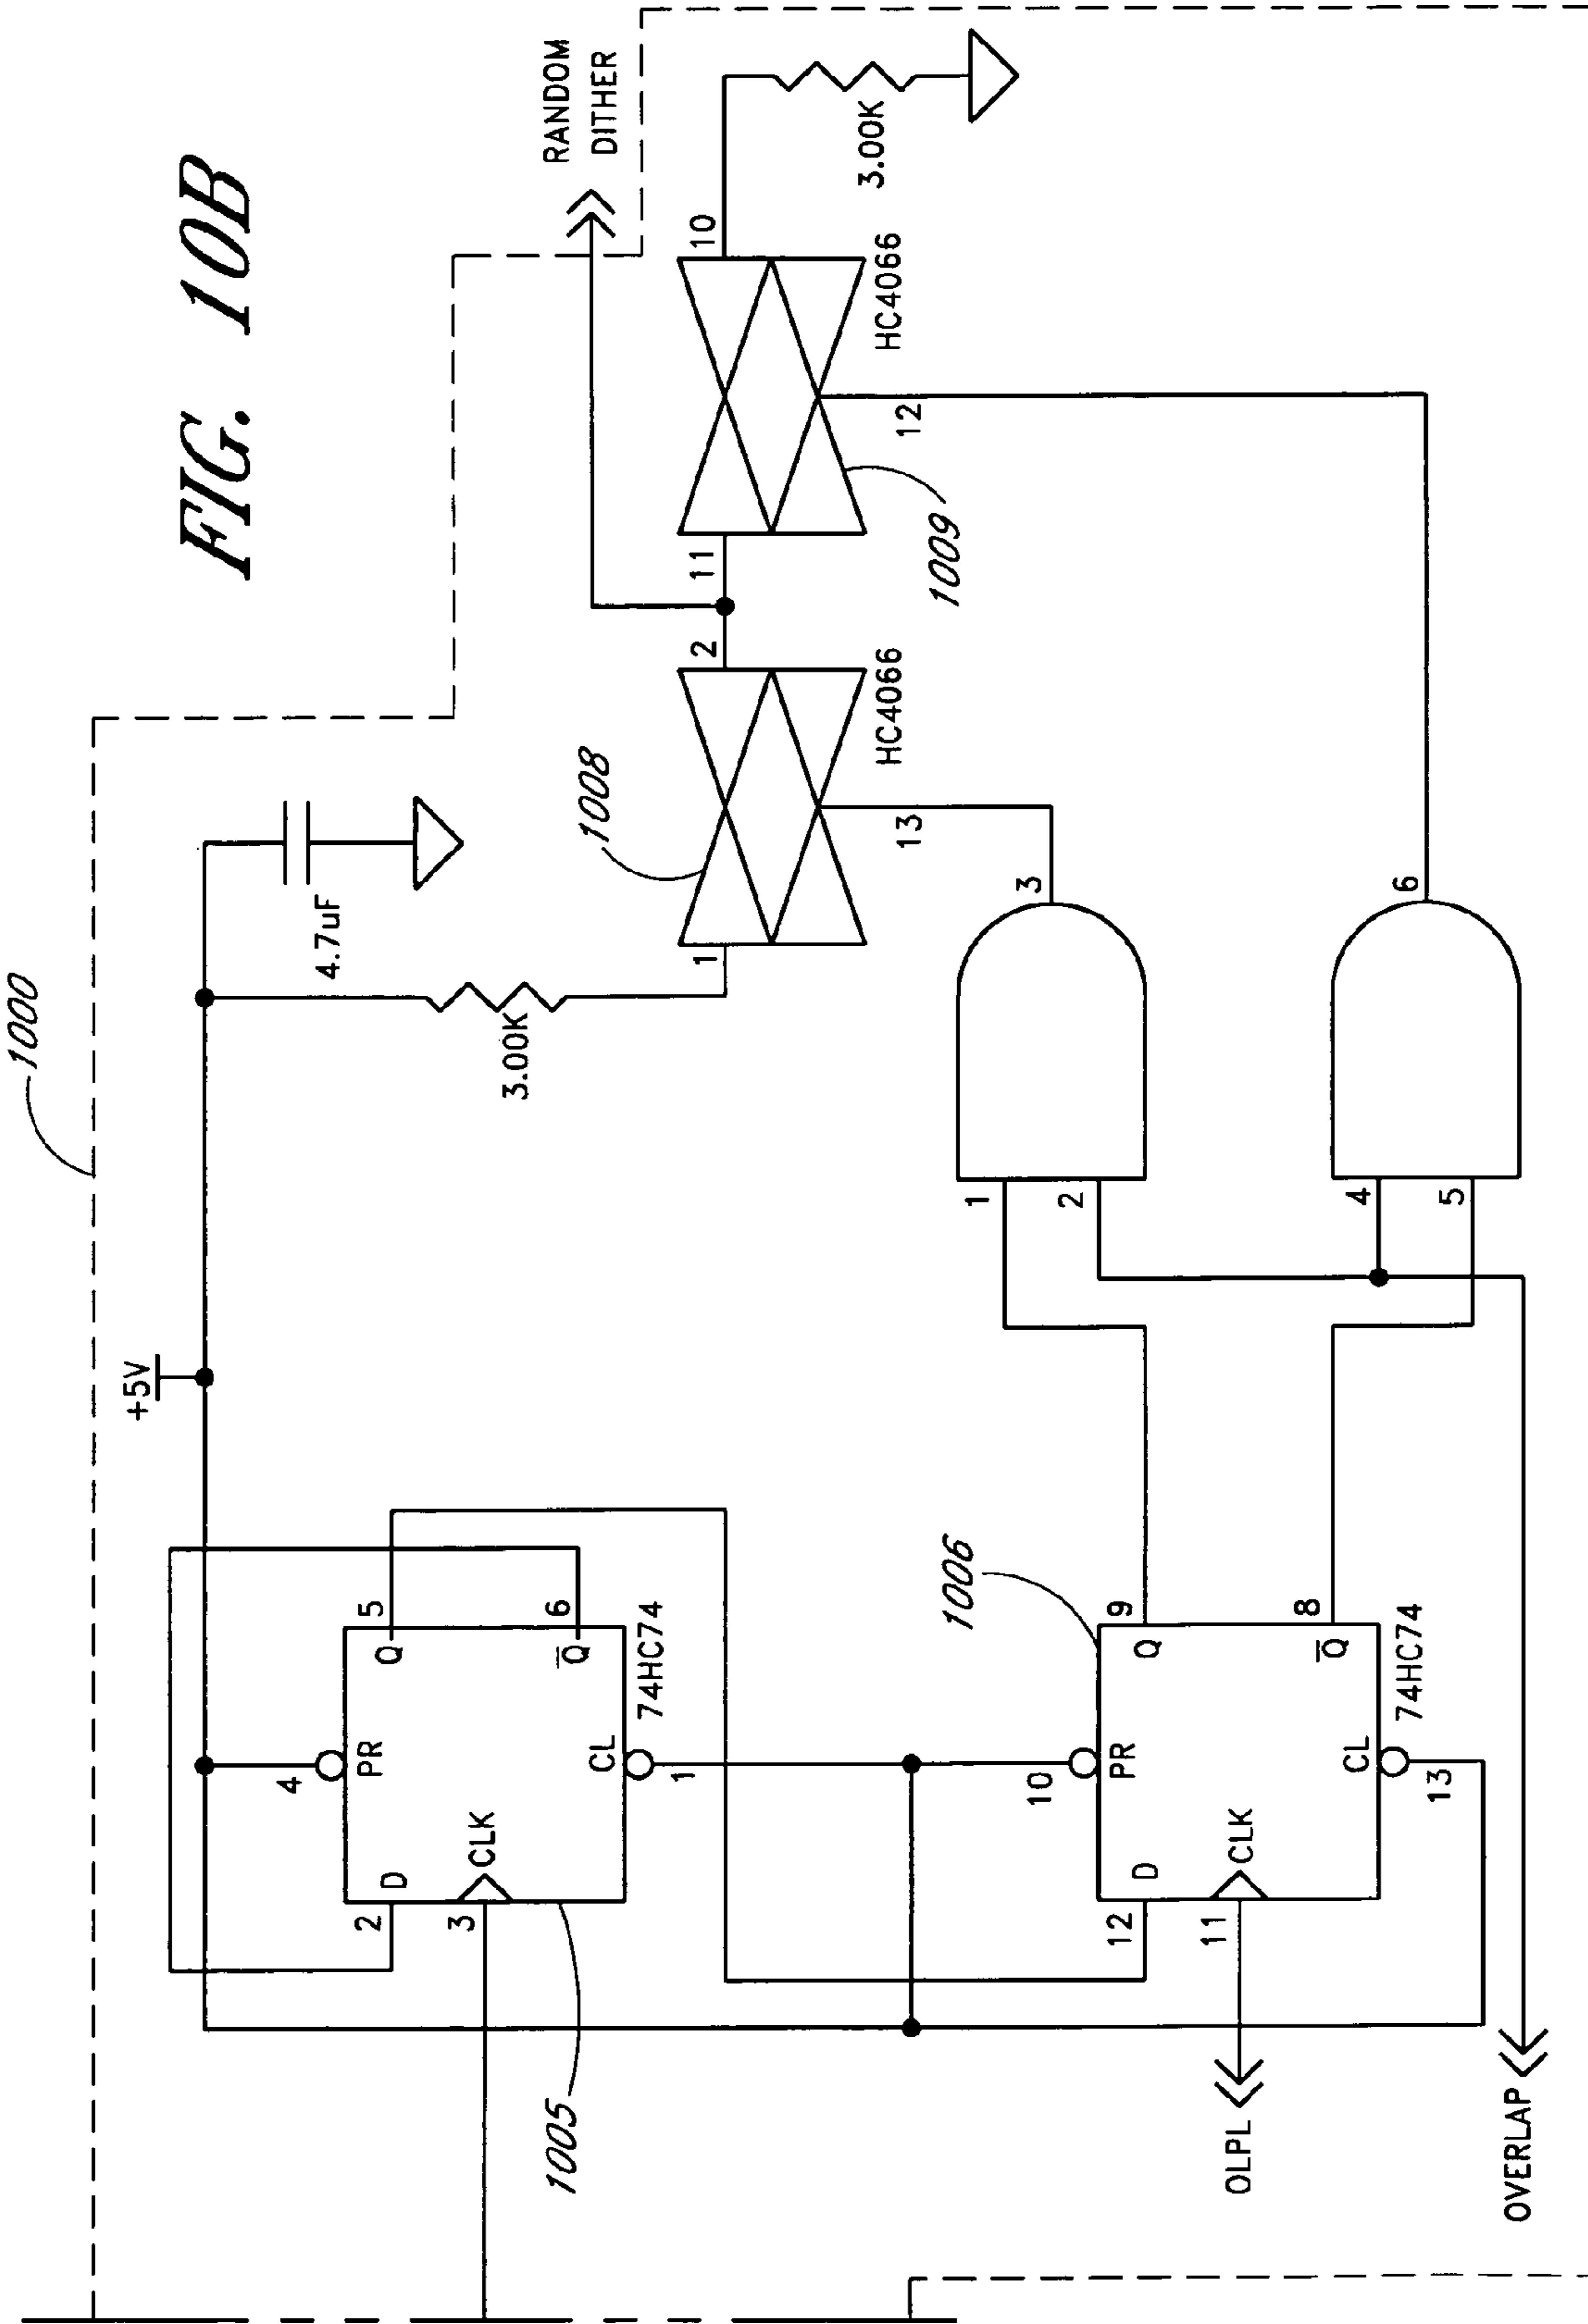 FIG. 10B
1000
+5V
4.7uF
3.00K
RANDOM
DITHER
1008
1
2
13
HC4066
11
10
12
HC4066
1009
3.00K
4
PR
D
2
Q
5
3
CLK
Q
6
CL
1
74HC74
1005
1006
10
PR
D
12
Q
9
11
CLK
Q
8
CL
13
74HC74
1
2
3
4
5
6
OLPL
OVERLAP